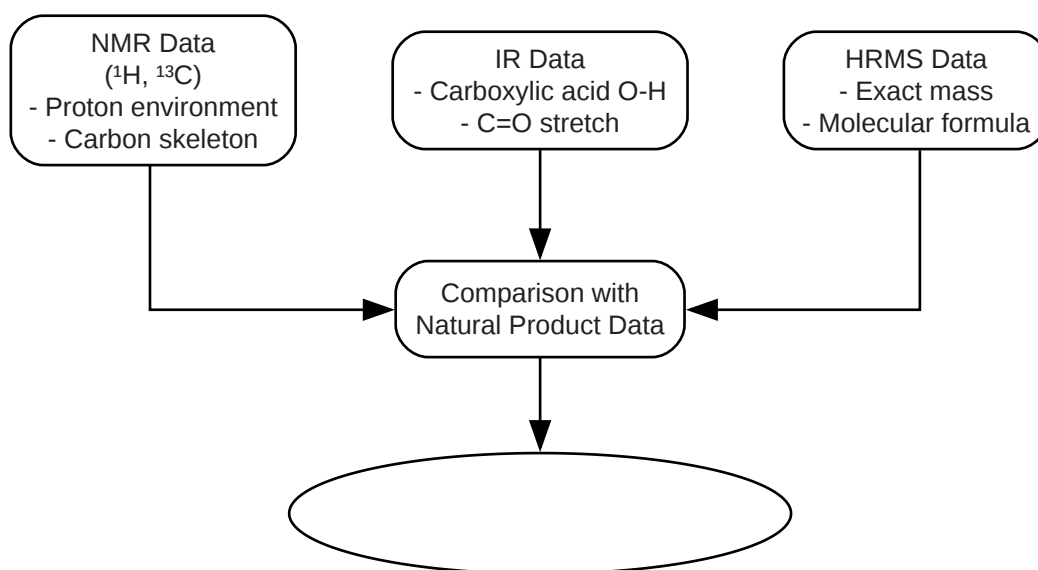 NMR Data
(¹H, ¹³C)
- Proton environment
- Carbon skeleton
IR Data
- Carboxylic acid O-H
- C=O stretch
HRMS Data
- Exact mass
- Molecular formula
Comparison with
Natural Product Data